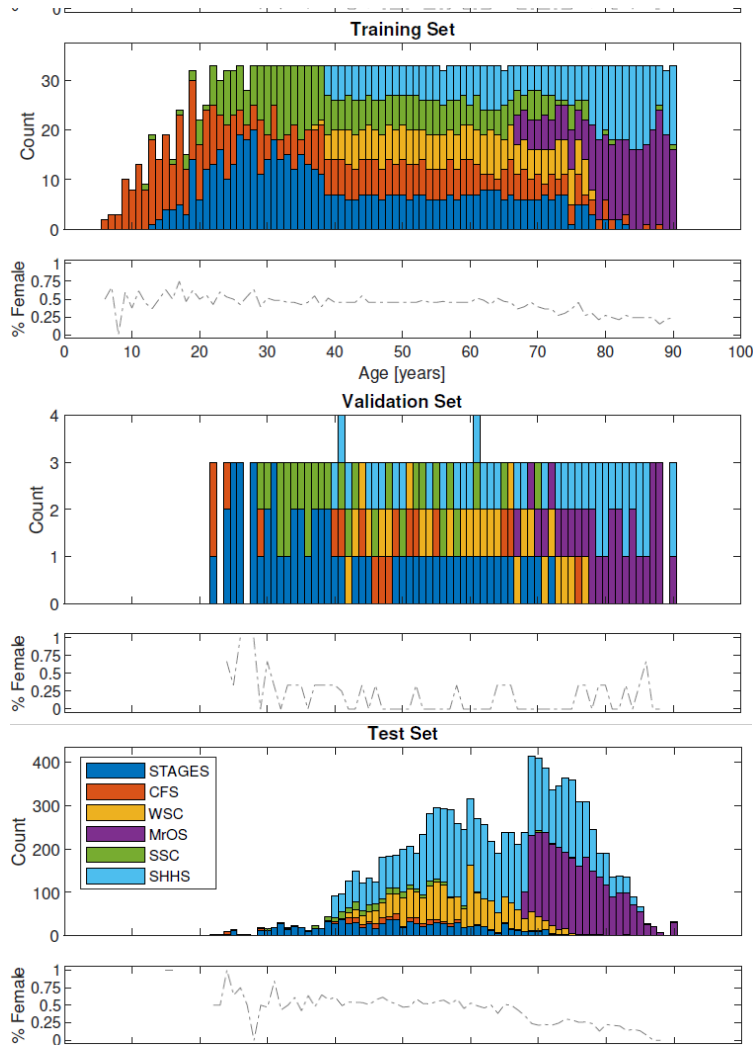 0
Training Set
30
20
10
0
Count
1
0.75
0.5
0.25
0
% Female
0 10 20 30 40 50 60 70 80 90 100
Age [years]
Validation Set
4
3
2
1
0
Count
1
0.75
0.5
0.25
0
% Female
Test Set
400
300
200
100
0
Count
STAGES
CFS
WSC
MrOS
SSC
SHHS
1
0.75
0.5
0.25
0
% Female